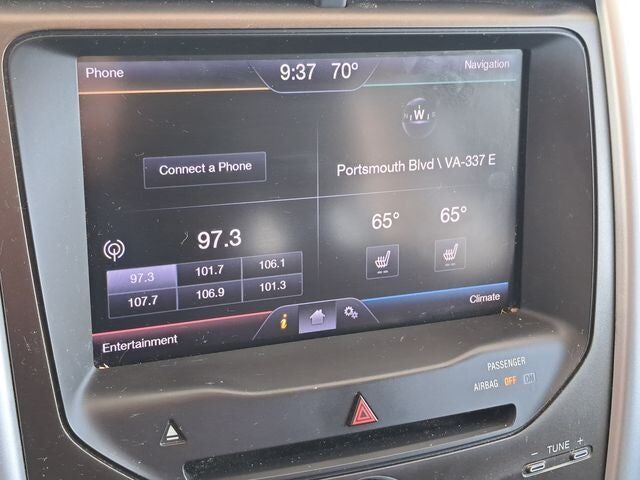 Phone
9:37 70°
Navigation
N W E
Connect a Phone
Portsmouth Blvd \ VA-337 E
97.3
65° 65°
97.3 101.7 106.1
107.7 106.9 101.3
Climate
Entertainment
i
PASSENGER
AIRBAG OFF ON
- TUNE +